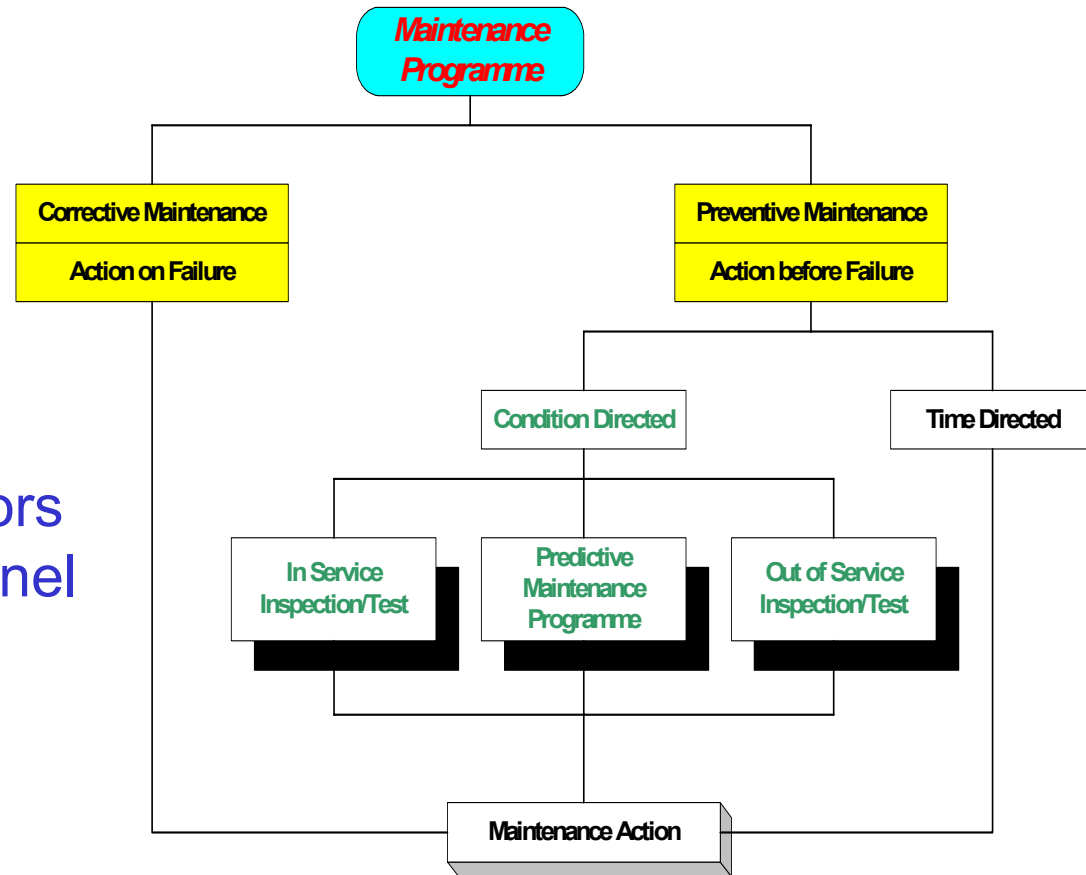 Maintenance
Programme
Corrective Maintenance
Action on Failure
Preventive Maintenance
Action before Failure
Condition Directed
Time Directed
ors
nel
In Service
Inspection/Test
Predictive
Maintenance
Programme
Out of Service
Inspection/Test
Maintenance Action